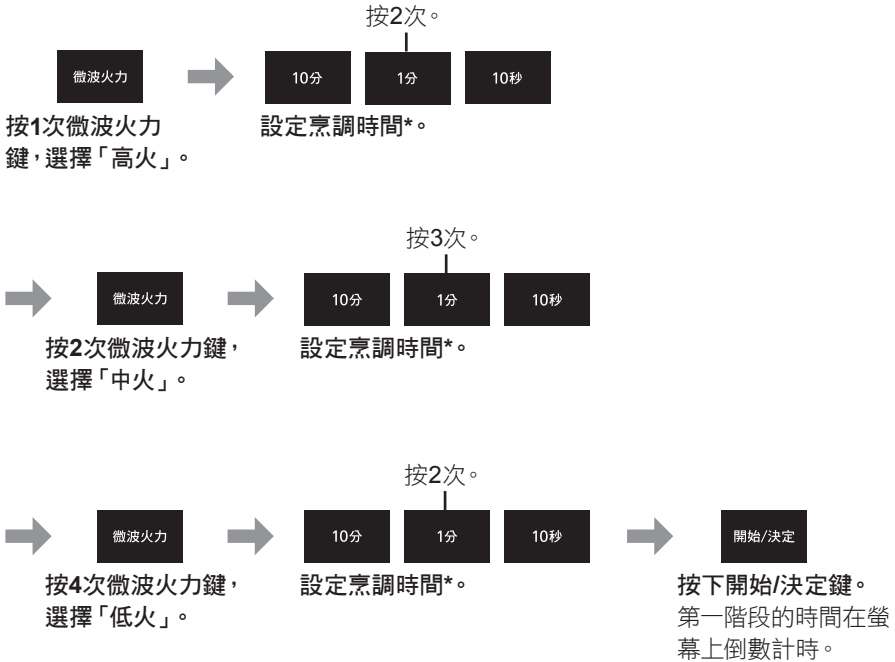 按2次。
微波火力
10分
1分
10秒
按1次微波火力
鍵，選擇「高火」。
設定烹調時間*。
按3次。
微波火力
10分
1分
10秒
按2次微波火力鍵，
選擇「中火」。
設定烹調時間*。
按2次。
微波火力
10分
1分
10秒
開始/決定
按4次微波火力鍵，
選擇「低火」。
設定烹調時間*。
按下開始/決定鍵。
第一階段的時間在螢
幕上倒數計時。